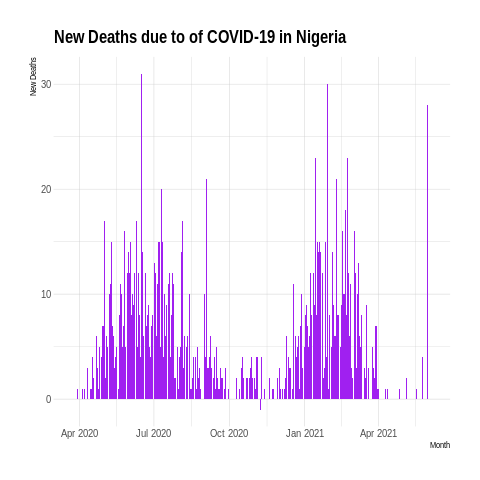 New Deaths due to of COVID-19 in Nigeria
New Deaths
30
20
10
0
Apr 2020 Jul 2020 Oct 2020 Jan 2021 Apr 2021
Month